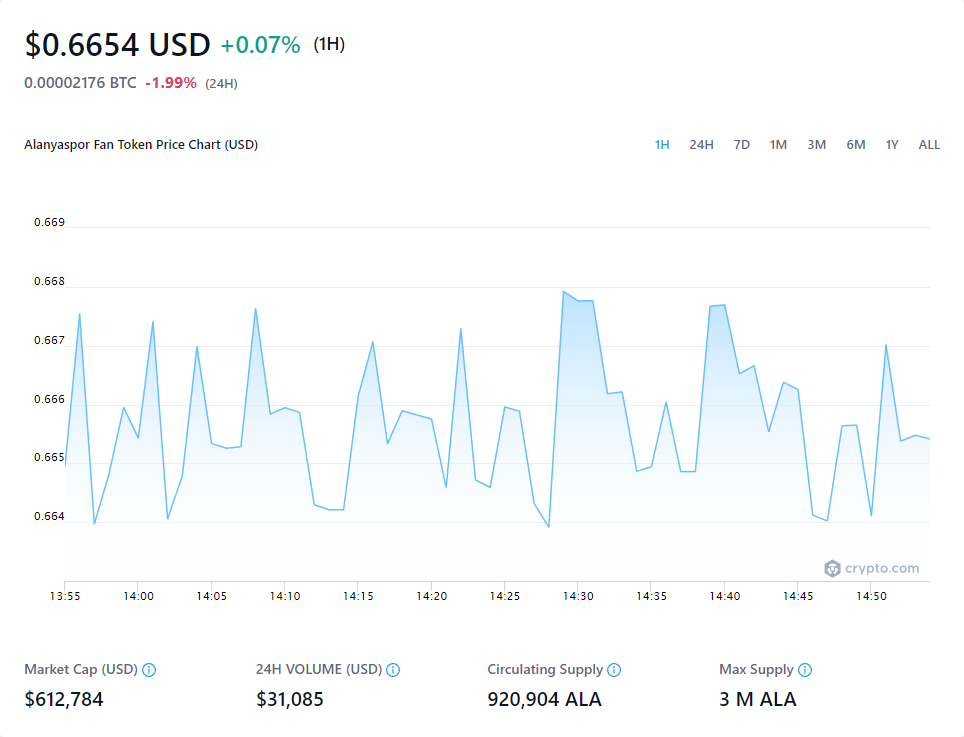 $0.6654 USD +0.07% (1H)
0.00002176 BTC -1.99% (24H)
Alanyaspor Fan Token Price Chart (USD) 1H 24H 7D 1M 3M 6M 1Y ALL
0.669
0.668
0.667
0.666
0.665
0.664
crypto.com
13:55 14:00 14:05 14:10 14:15 14:20 14:25 14:30 14:35 14:40 14:45 14:50
Market Cap (USD) 24H VOLUME (USD) Circulating Supply Max Supply
$612,784 $31,085 920,904 ALA 3 M ALA